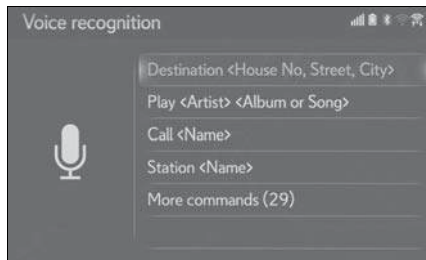 Voice recognition
Destination <House No, Street, City>
Play <Artist> <Album or Song>
Call <Name>
Station <Name>
More commands (29)